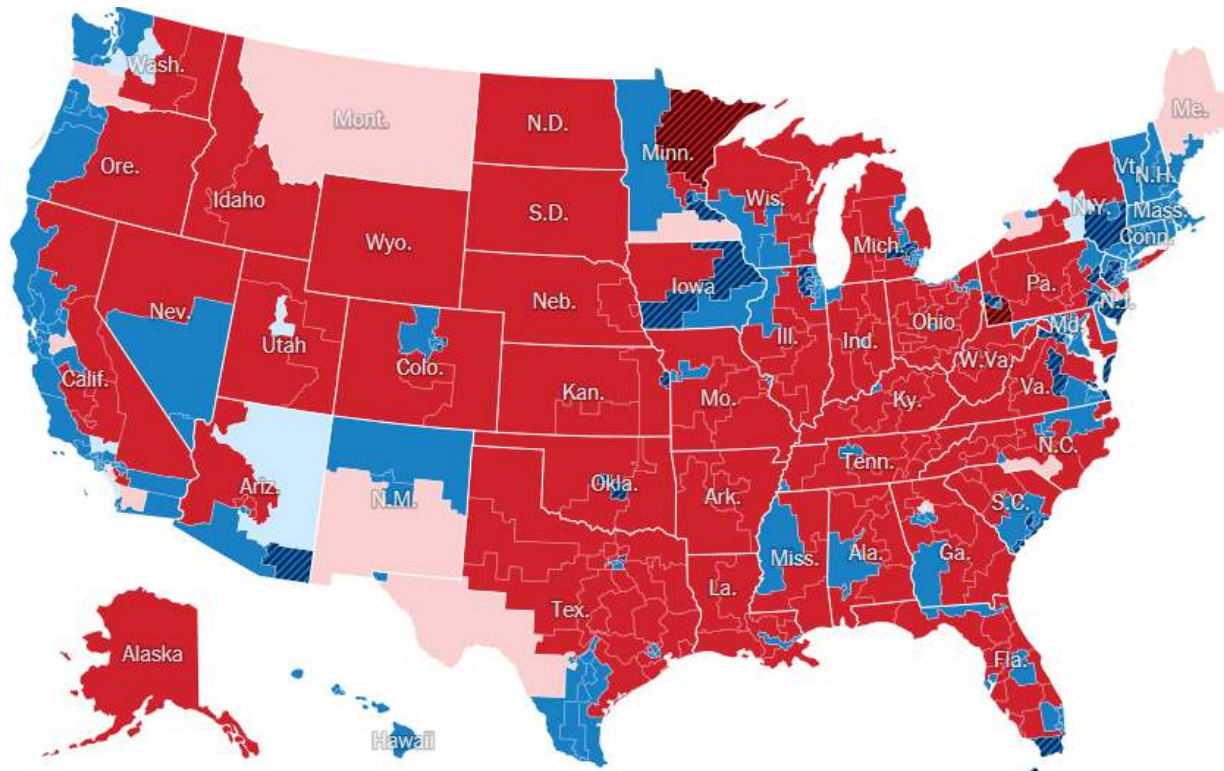 Wash.
Mont.
N.D.
Minn.
Me.
Ore.
Idaho
S.D.
Wis.
Mich.
Vt.
N.H.
N.Y.
Mass.
Conn.
Wyo.
Neb.
Iowa
Pa.
N.J.
Nev.
Utah
Colo.
Ill.
Ind.
Ohio
Md.
Calif.
Kan.
Mo.
W.Va.
Va.
Ky.
Ariz.
N.M.
Okla.
Ark.
Tenn.
N.C.
S.C.
Tex.
La.
Miss.
Ala.
Ga.
Fla.
Alaska
Hawaii